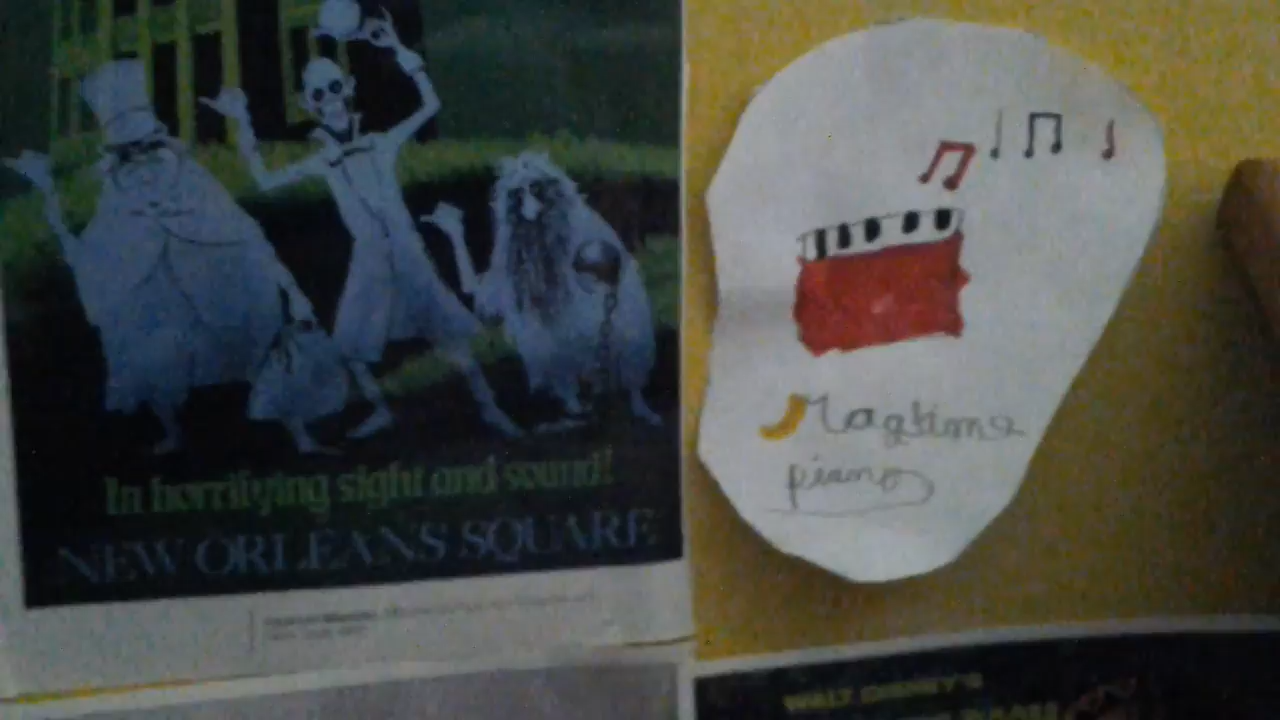 In horrifying sight and sound!
NEW ORLEANS SQUARE
Ragtime
piano
WALT DISNEY'S